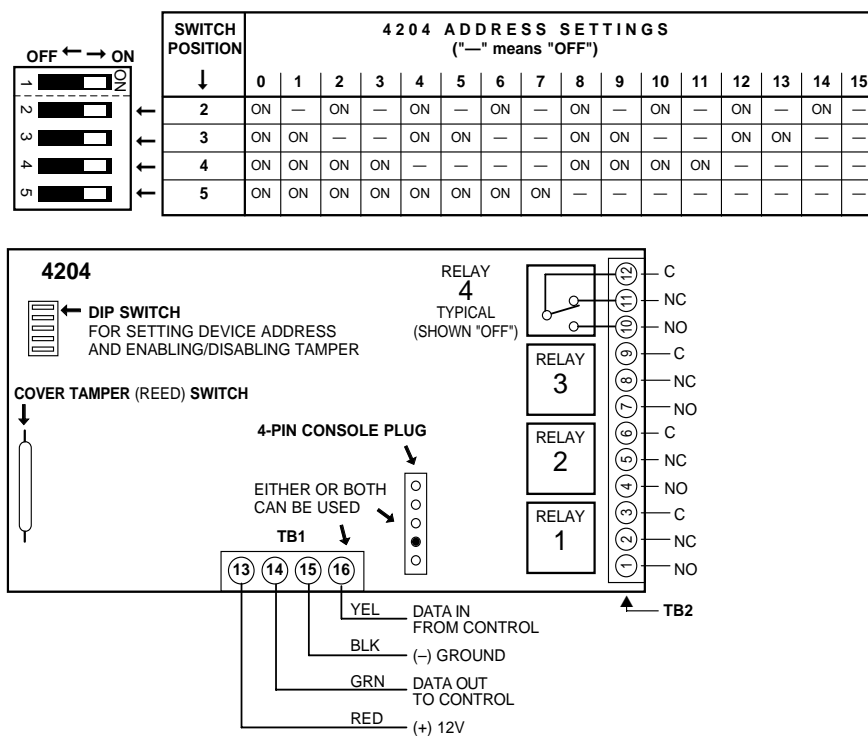 OFF ← → ON
ON
1
2
3
4
5
SWITCH POSITION ↓
4204 ADDRESS SETTINGS
("—" means "OFF")
0 1 2 3 4 5 6 7 8 9 10 11 12 13 14 15
2 ON — ON — ON — ON — ON — ON — ON — ON —
3 ON ON — — ON ON — — ON ON — — ON ON — —
4 ON ON ON ON — — — — ON ON ON ON — — — —
5 ON ON ON ON ON ON ON ON — — — — — — — —
4204
DIP SWITCH
FOR SETTING DEVICE ADDRESS
AND ENABLING/DISABLING TAMPER
COVER TAMPER (REED) SWITCH
4-PIN CONSOLE PLUG
EITHER OR BOTH
CAN BE USED
TB1
13 14 15 16
RELAY
4
TYPICAL
(SHOWN "OFF")
RELAY
3
RELAY
2
RELAY
1
12 C
11 NC
10 NO
9 C
8 NC
7 NO
6 C
5 NC
4 NO
3 C
2 NC
1 NO
TB2
YEL DATA IN
FROM CONTROL
BLK (–) GROUND
GRN DATA OUT
TO CONTROL
RED (+) 12V